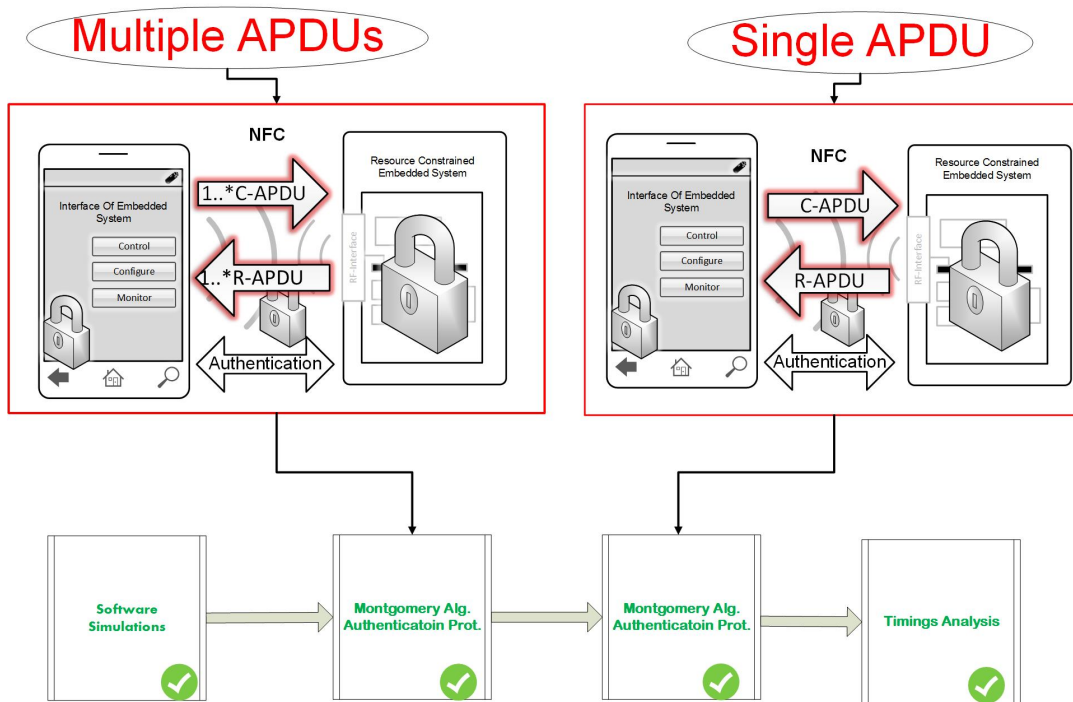 Multiple APDUs
Single APDU
NFC
Interface Of Embedded
System
Control
Configure
Monitor
1..*C-APDU
1..*R-APDU
Authentication
RF-Interface
Resource Constrained
Embedded System
NFC
Interface Of Embedded
System
Control
Configure
Monitor
C-APDU
R-APDU
Authentication
RF-Interface
Resource Constrained
Embedded System
Software
Simulations
Montgomery Alg.
Authenticatoin Prot.
Montgomery Alg.
Authenticatoin Prot.
Timings Analysis